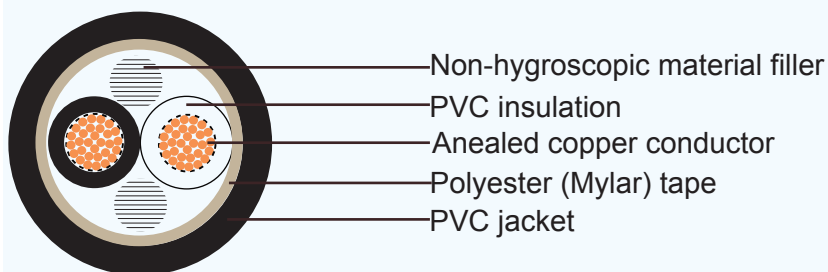 Non-hygroscopic material filler
PVC insulation
Anealed copper conductor
Polyester (Mylar) tape
PVC jacket